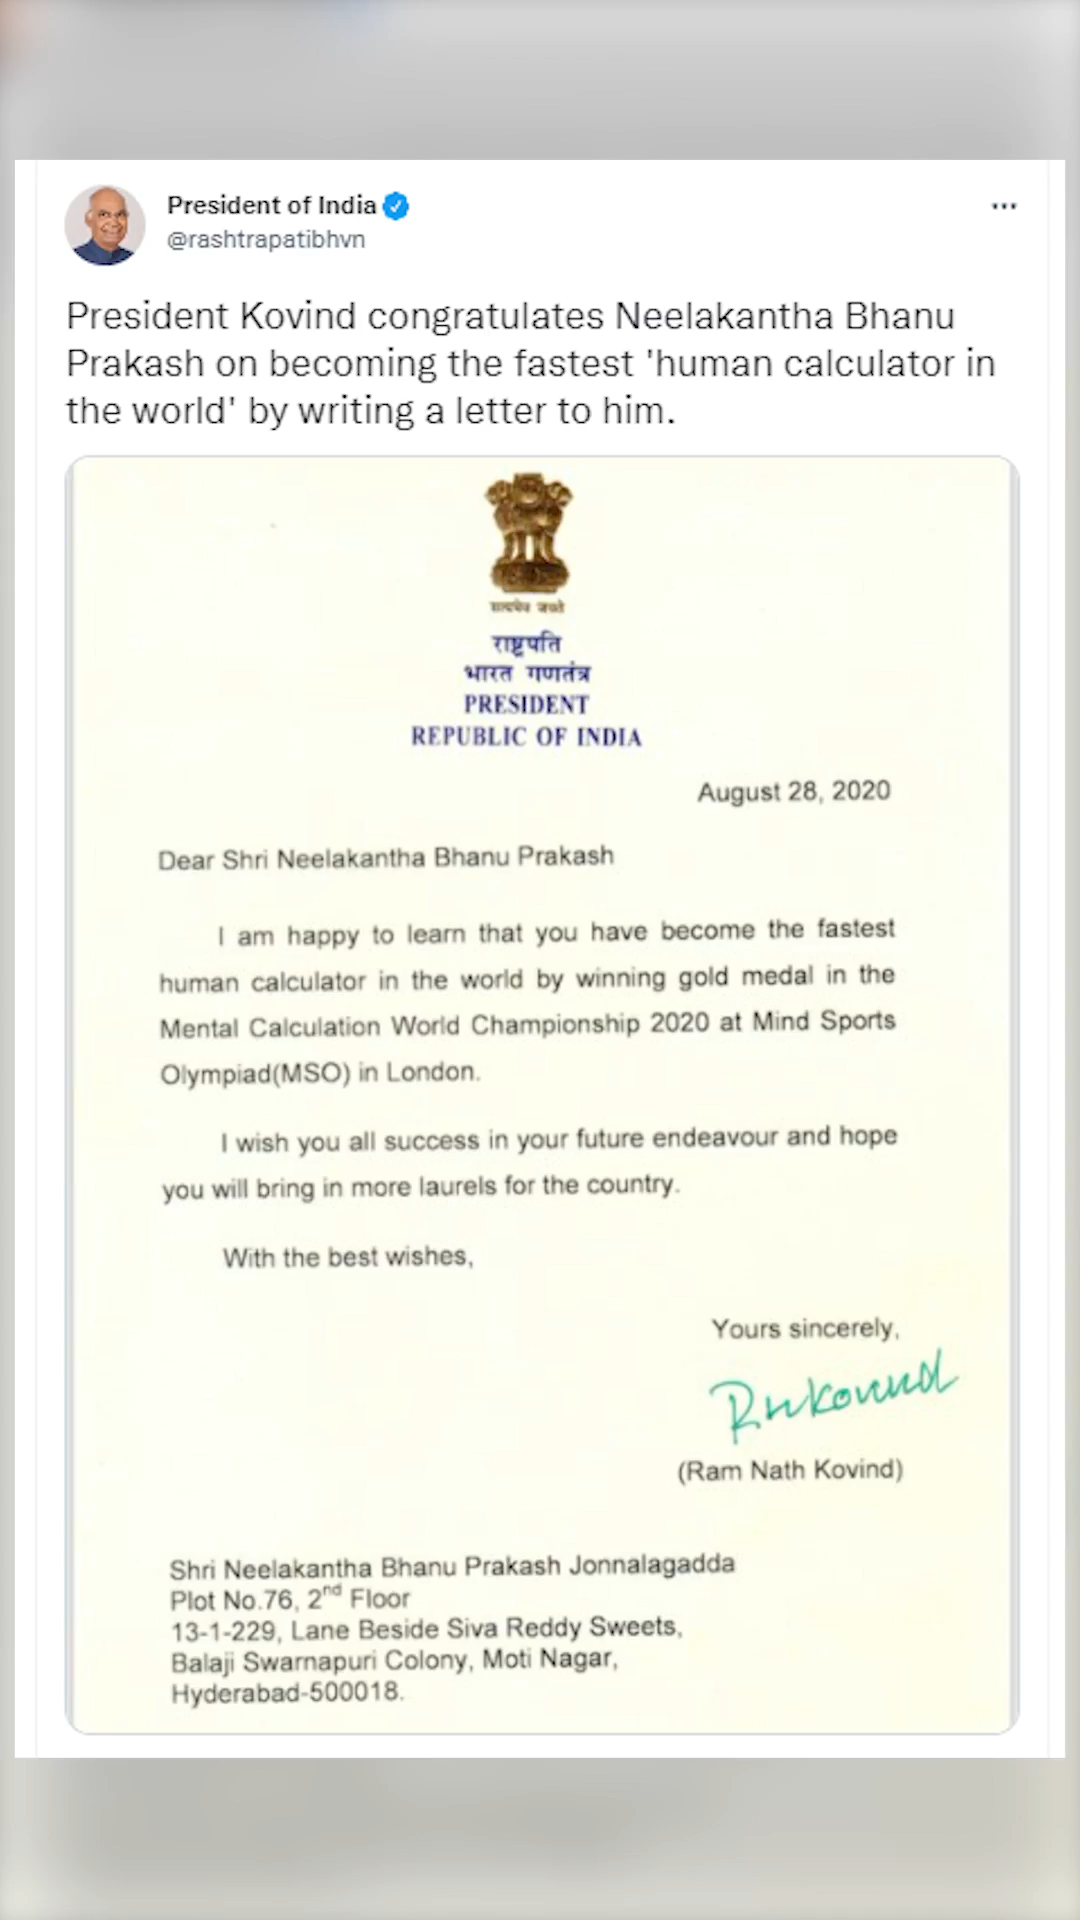 President of India
@rashtrapatibhvn
President Kovind congratulates Neelakantha Bhanu
Prakash on becoming the fastest 'human calculator in
the world' by writing a letter to him.
सत्यमेव जयते
राष्ट्रपति
भारत गणतंत्र
PRESIDENT
REPUBLIC OF INDIA
August 28, 2020
Dear Shri Neelakantha Bhanu Prakash
I am happy to learn that you have become the fastest
human calculator in the world by winning gold medal in the
Mental Calculation World Championship 2020 at Mind Sports
Olympiad(MSO) in London.
I wish you all success in your future endeavour and hope
you will bring in more laurels for the country.
With the best wishes,
Yours sincerely,
Rnkovind
(Ram Nath Kovind)
Shri Neelakantha Bhanu Prakash Jonnalagadda
Plot No.76, 2nd Floor
13-1-229, Lane Beside Siva Reddy Sweets,
Balaji Swarnapuri Colony, Moti Nagar,
Hyderabad-500018.